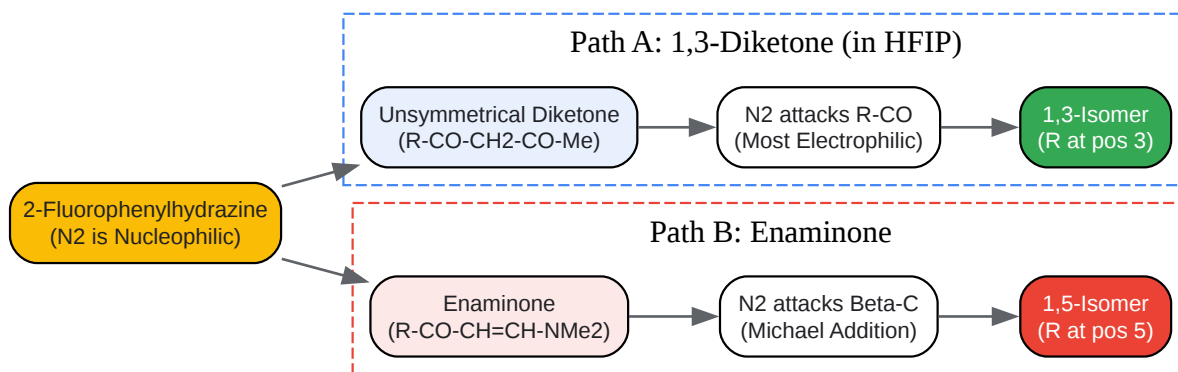 Path A: 1,3-Diketone (in HFIP)
Unsymmetrical Diketone
(R-CO-CH2-CO-Me)
N2 attacks R-CO
(Most Electrophilic)
1,3-Isomer
(R at pos 3)
2-Fluorophenylhydrazine
(N2 is Nucleophilic)
Path B: Enaminone
Enaminone
(R-CO-CH=CH-NMe2)
N2 attacks Beta-C
(Michael Addition)
1,5-Isomer
(R at pos 5)